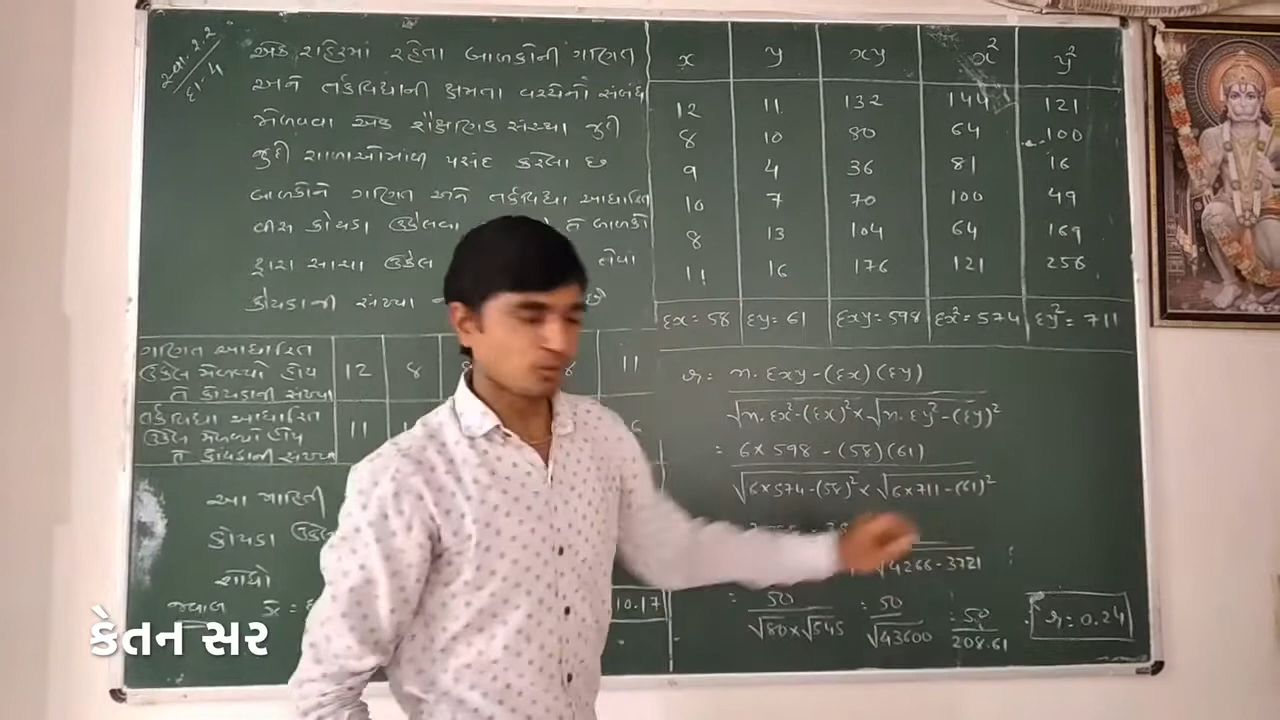 સ્વા. ૨.૨
દા-4
એક શહેરમાં રહેતા બાળકોની ગણિત
અને તર્કવિદ્યાની ક્ષમતા વચ્ચેનો સંબંધ
મેળવવા એક શૈક્ષણિક સંસ્થા જુદી
જુદી શાળાઓમાંથી પસંદ કરેલા છ
બાળકોને ગણિત અને તર્કવિદ્યા આધારિત
વીસ કોયડા ઉકેલવા તે બાળકો
દ્વારા સાચા ઉકેલ તેવા
કોયડાની સંખ્યા છે
ગણિત આધારિત
ઉકેલ મેળવ્યો હોય
તે કોયડાની સંખ્યા
12 8 8 11
તર્કવિદ્યા આધારિત
ઉકેલ મેળવ્યો હોય
તે કોયડાની સંખ્યા
11 6
આ માહિતી
કોયડા ઉકેલ
શોધો
જવાબ x̄ = 10.17
x y xy x² y²
12 11 132 144 121
8 10 80 64 100
9 4 36 81 16
10 7 70 100 49
8 13 104 64 169
11 16 176 121 256
Σx = 58 Σy = 61 Σxy = 598 Σx² = 574 Σy² = 711
r = n. Σxy - (Σx) (Σy)
√n. Σx² - (Σx)² × √n. Σy² - (Σy)²
= 6 × 598 - (58) (61)
√6×574 - (58)² × √6×711 - (61)²
√4266 - 3721
= 50 = 50 = 50
√80 × √545 √43600 208.61
r = 0.24
કેતન સર